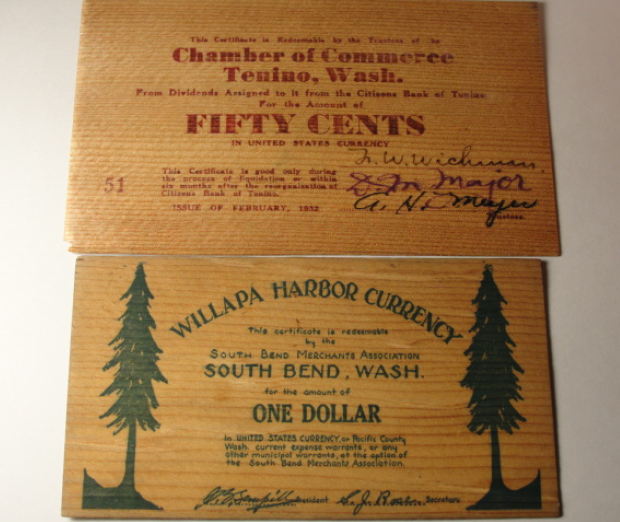 This Certificate is Redeemable by the Trustees of the
Chamber of Commerce
Tenino, Wash.
From Dividends Assigned to it from the Citizens Bank of Tenino
For the Amount of
FIFTY CENTS
IN UNITED STATES CURRENCY
51
This Certificate is good only during
the process of liquidation or within
six months after the reorganization of
Citizens Bank of Tenino.
ISSUE OF FEBRUARY, 1932
F. W. Wichman
D. M. Major
A. H. Meyer
Trustees.
WILLAPA HARBOR CURRENCY
This certificate is redeemable
by the
SOUTH BEND MERCHANTS ASSOCIATION
SOUTH BEND, WASH.
for the amount of
ONE DOLLAR
In UNITED STATES CURRENCY, or Pacific County
Wash. current expense warrants, or any
other municipal warrants, at the option of
the South Bend Merchants Association.
President Secretary